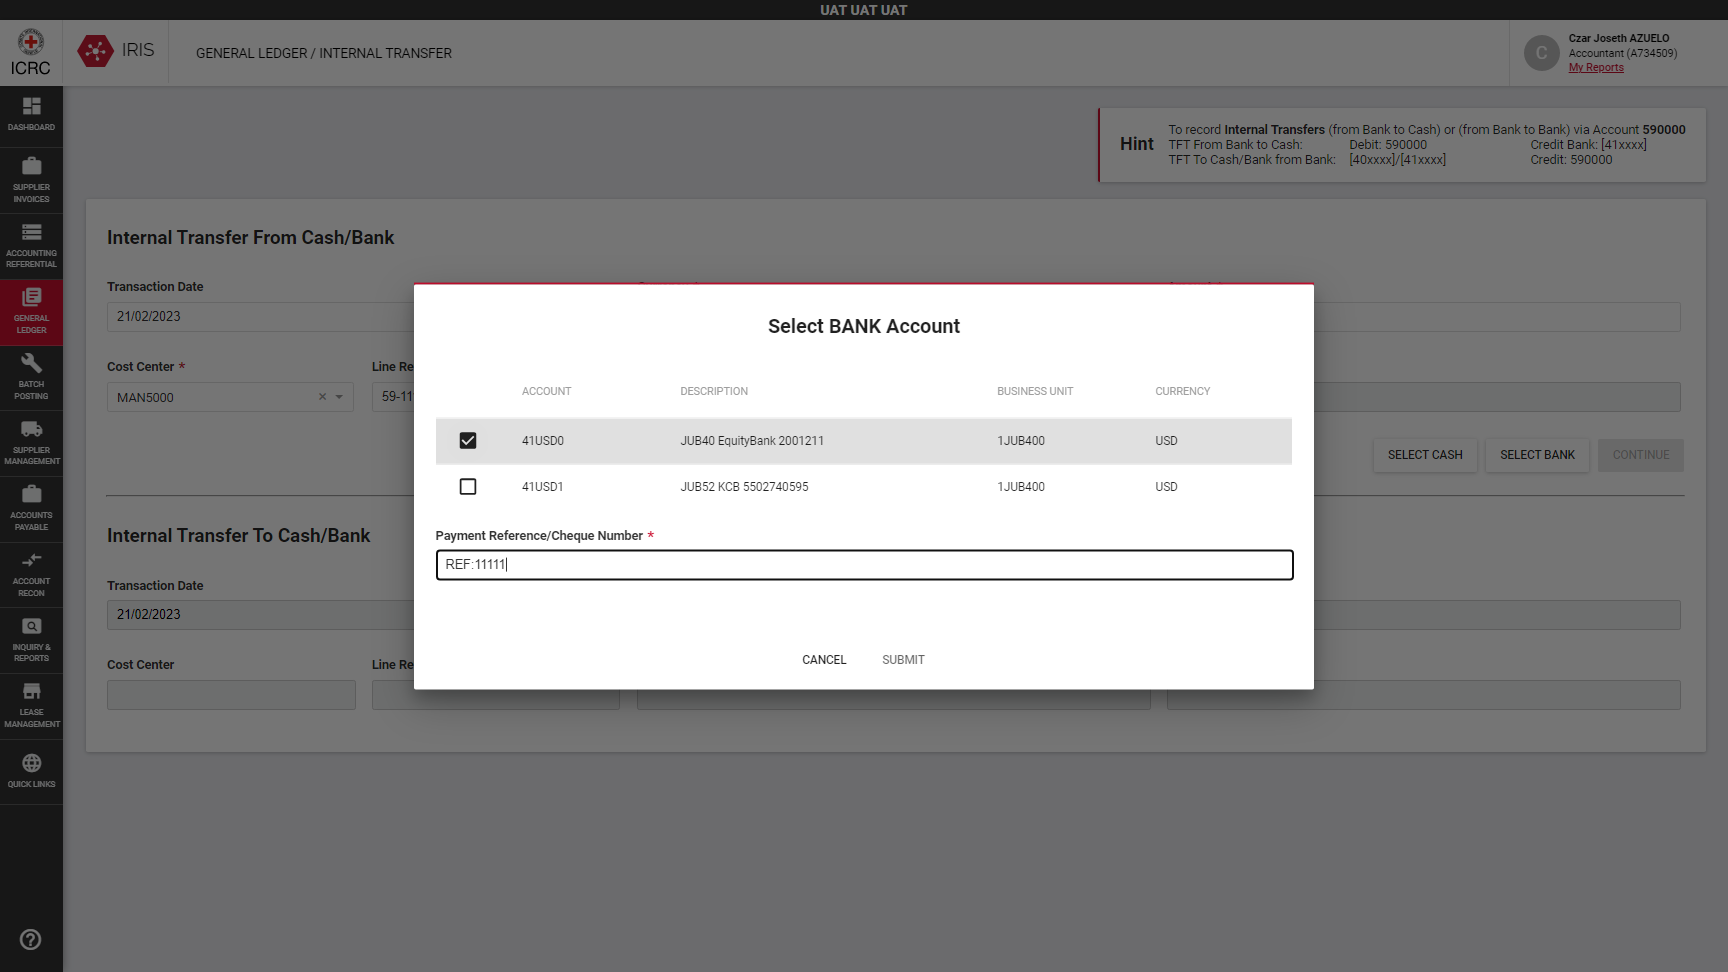 UAT UAT UAT
ICRC
IRIS
GENERAL LEDGER / INTERNAL TRANSFER
C
Czar Joseth AZUELO
Accountant (A734509)
My Reports
DASHBOARD
SUPPLIER
INVOICES
ACCOUNTING
REFERENTIAL
GENERAL
LEDGER
BATCH
POSTING
SUPPLIER
MANAGEMENT
ACCOUNTS
PAYABLE
ACCOUNT
RECON
INQUIRY &
REPORTS
LEASE
MANAGEMENT
QUICK LINKS
Hint
To record Internal Transfers (from Bank to Cash) or (from Bank to Bank) via Account 590000
TFT From Bank to Cash: Debit: 590000 Credit Bank: [41xxxx]
TFT To Cash/Bank from Bank: [40xxxx]/[41xxxx] Credit: 590000
Internal Transfer From Cash/Bank
Transaction Date
21/02/2023
Cost Center * Line Re
MAN5000 × 59-11
SELECT CASH SELECT BANK CONTINUE
Internal Transfer To Cash/Bank
Transaction Date
21/02/2023
Cost Center Line Re
Select BANK Account
ACCOUNT DESCRIPTION BUSINESS UNIT CURRENCY
41USD0 JUB40 EquityBank 2001211 1JUB400 USD
41USD1 JUB52 KCB 5502740595 1JUB400 USD
Payment Reference/Cheque Number *
REF:11111
CANCEL SUBMIT